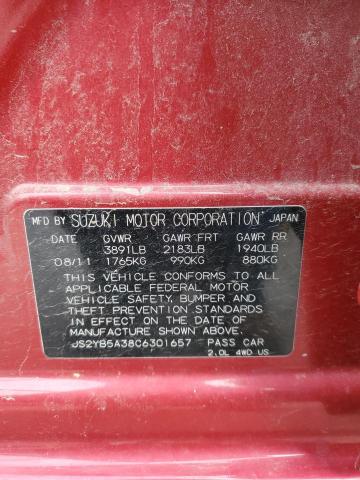 MFD BY SUZUKI MOTOR CORPORATION JAPAN
DATE GVWR GAWR FRT GAWR RR
3891LB 2183LB 1940LB
08/11 1765KG 990KG 880KG
THIS VEHICLE CONFORMS TO ALL
APPLICABLE FEDERAL MOTOR
VEHICLE SAFETY, BUMPER, AND
THEFT PREVENTION STANDARDS
IN EFFECT ON THE DATE OF
MANUFACTURE SHOWN ABOVE.
JS2YB5A38C6301657 PASS CAR
2.0L 4WD US